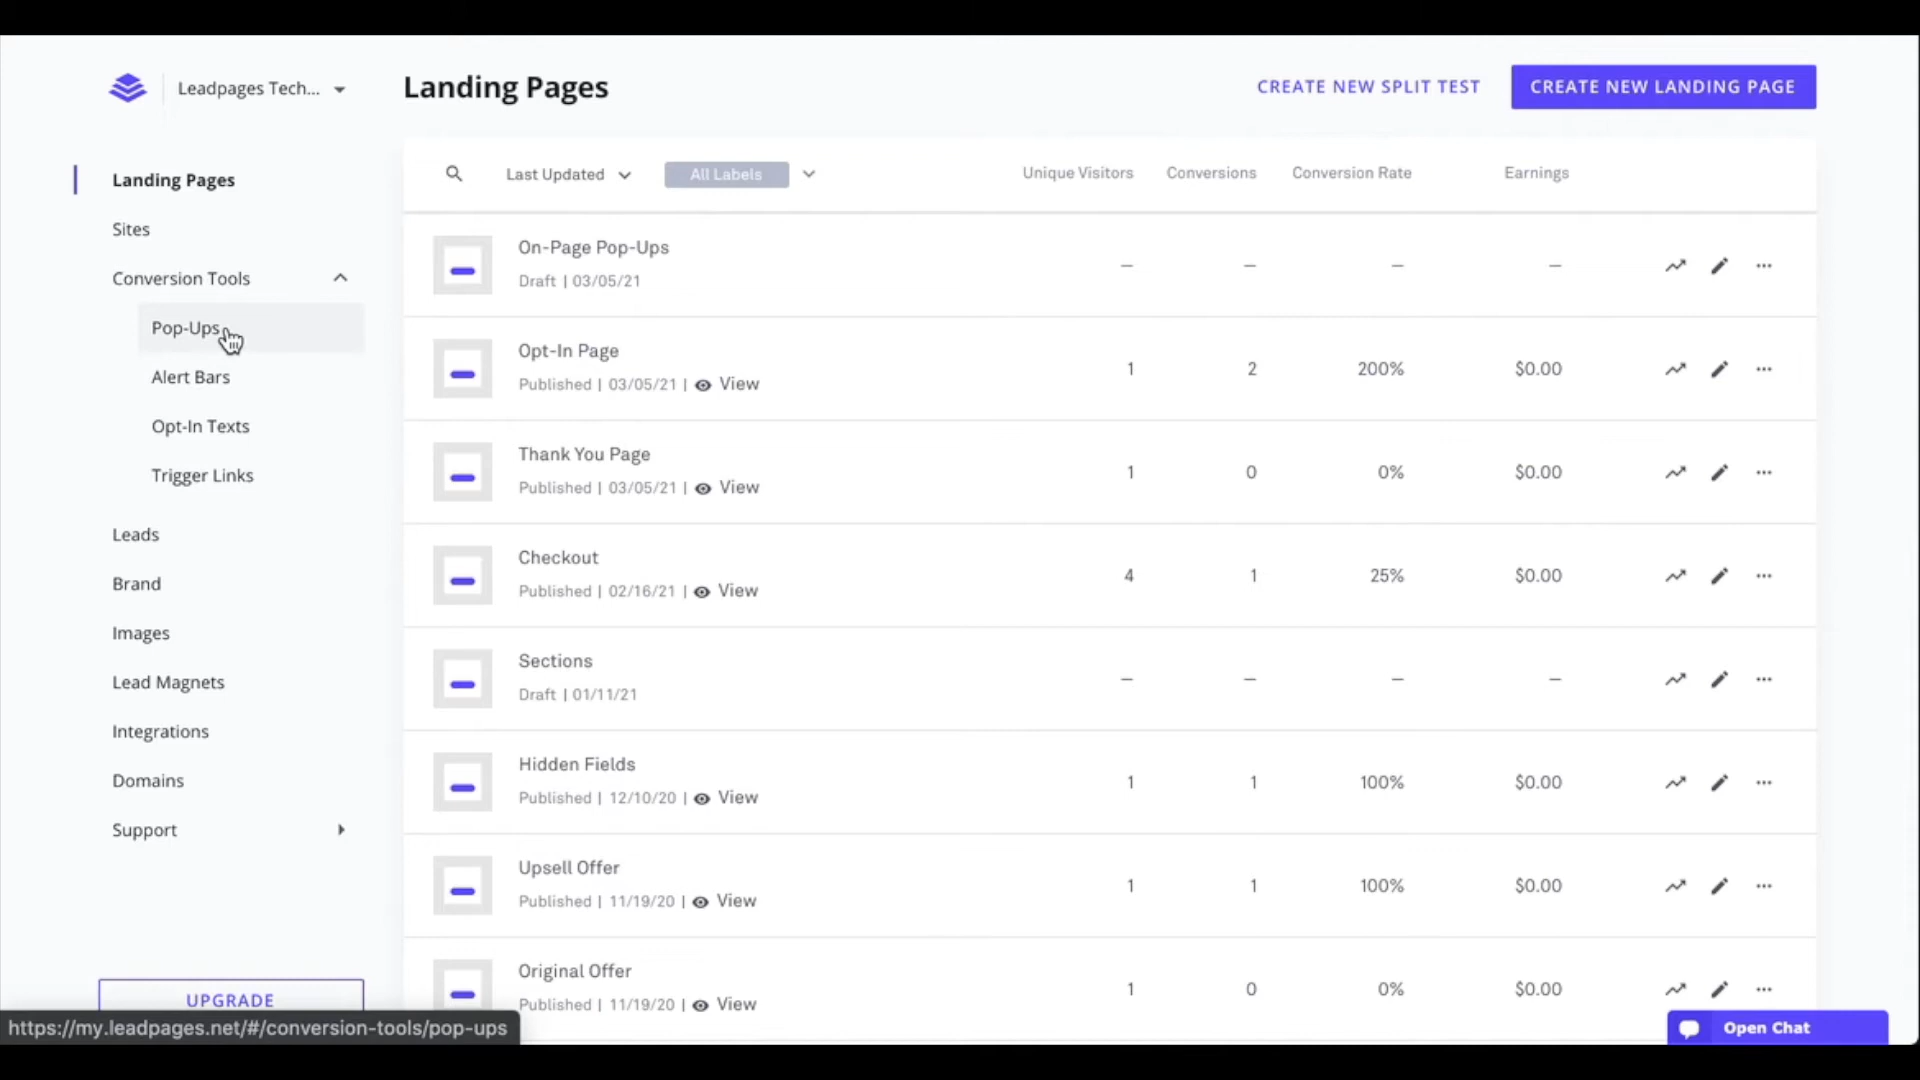 Leadpages Tech...
Landing Pages
CREATE NEW SPLIT TEST
CREATE NEW LANDING PAGE
Landing Pages
Sites
Conversion Tools
Pop-Ups
Alert Bars
Opt-In Texts
Trigger Links
Leads
Brand
Images
Lead Magnets
Integrations
Domains
Support
UPGRADE
https://my.leadpages.net/#/conversion-tools/pop-ups
Last Updated All Labels Unique Visitors Conversions Conversion Rate Earnings
On-Page Pop-Ups
Draft | 03/05/21
– – – –
Opt-In Page
Published | 03/05/21 | View
1 2 200% $0.00
Thank You Page
Published | 03/05/21 | View
1 0 0% $0.00
Checkout
Published | 02/16/21 | View
4 1 25% $0.00
Sections
Draft | 01/11/21
– – – –
Hidden Fields
Published | 12/10/20 | View
1 1 100% $0.00
Upsell Offer
Published | 11/19/20 | View
1 1 100% $0.00
Original Offer
Published | 11/19/20 | View
1 0 0% $0.00
Open Chat